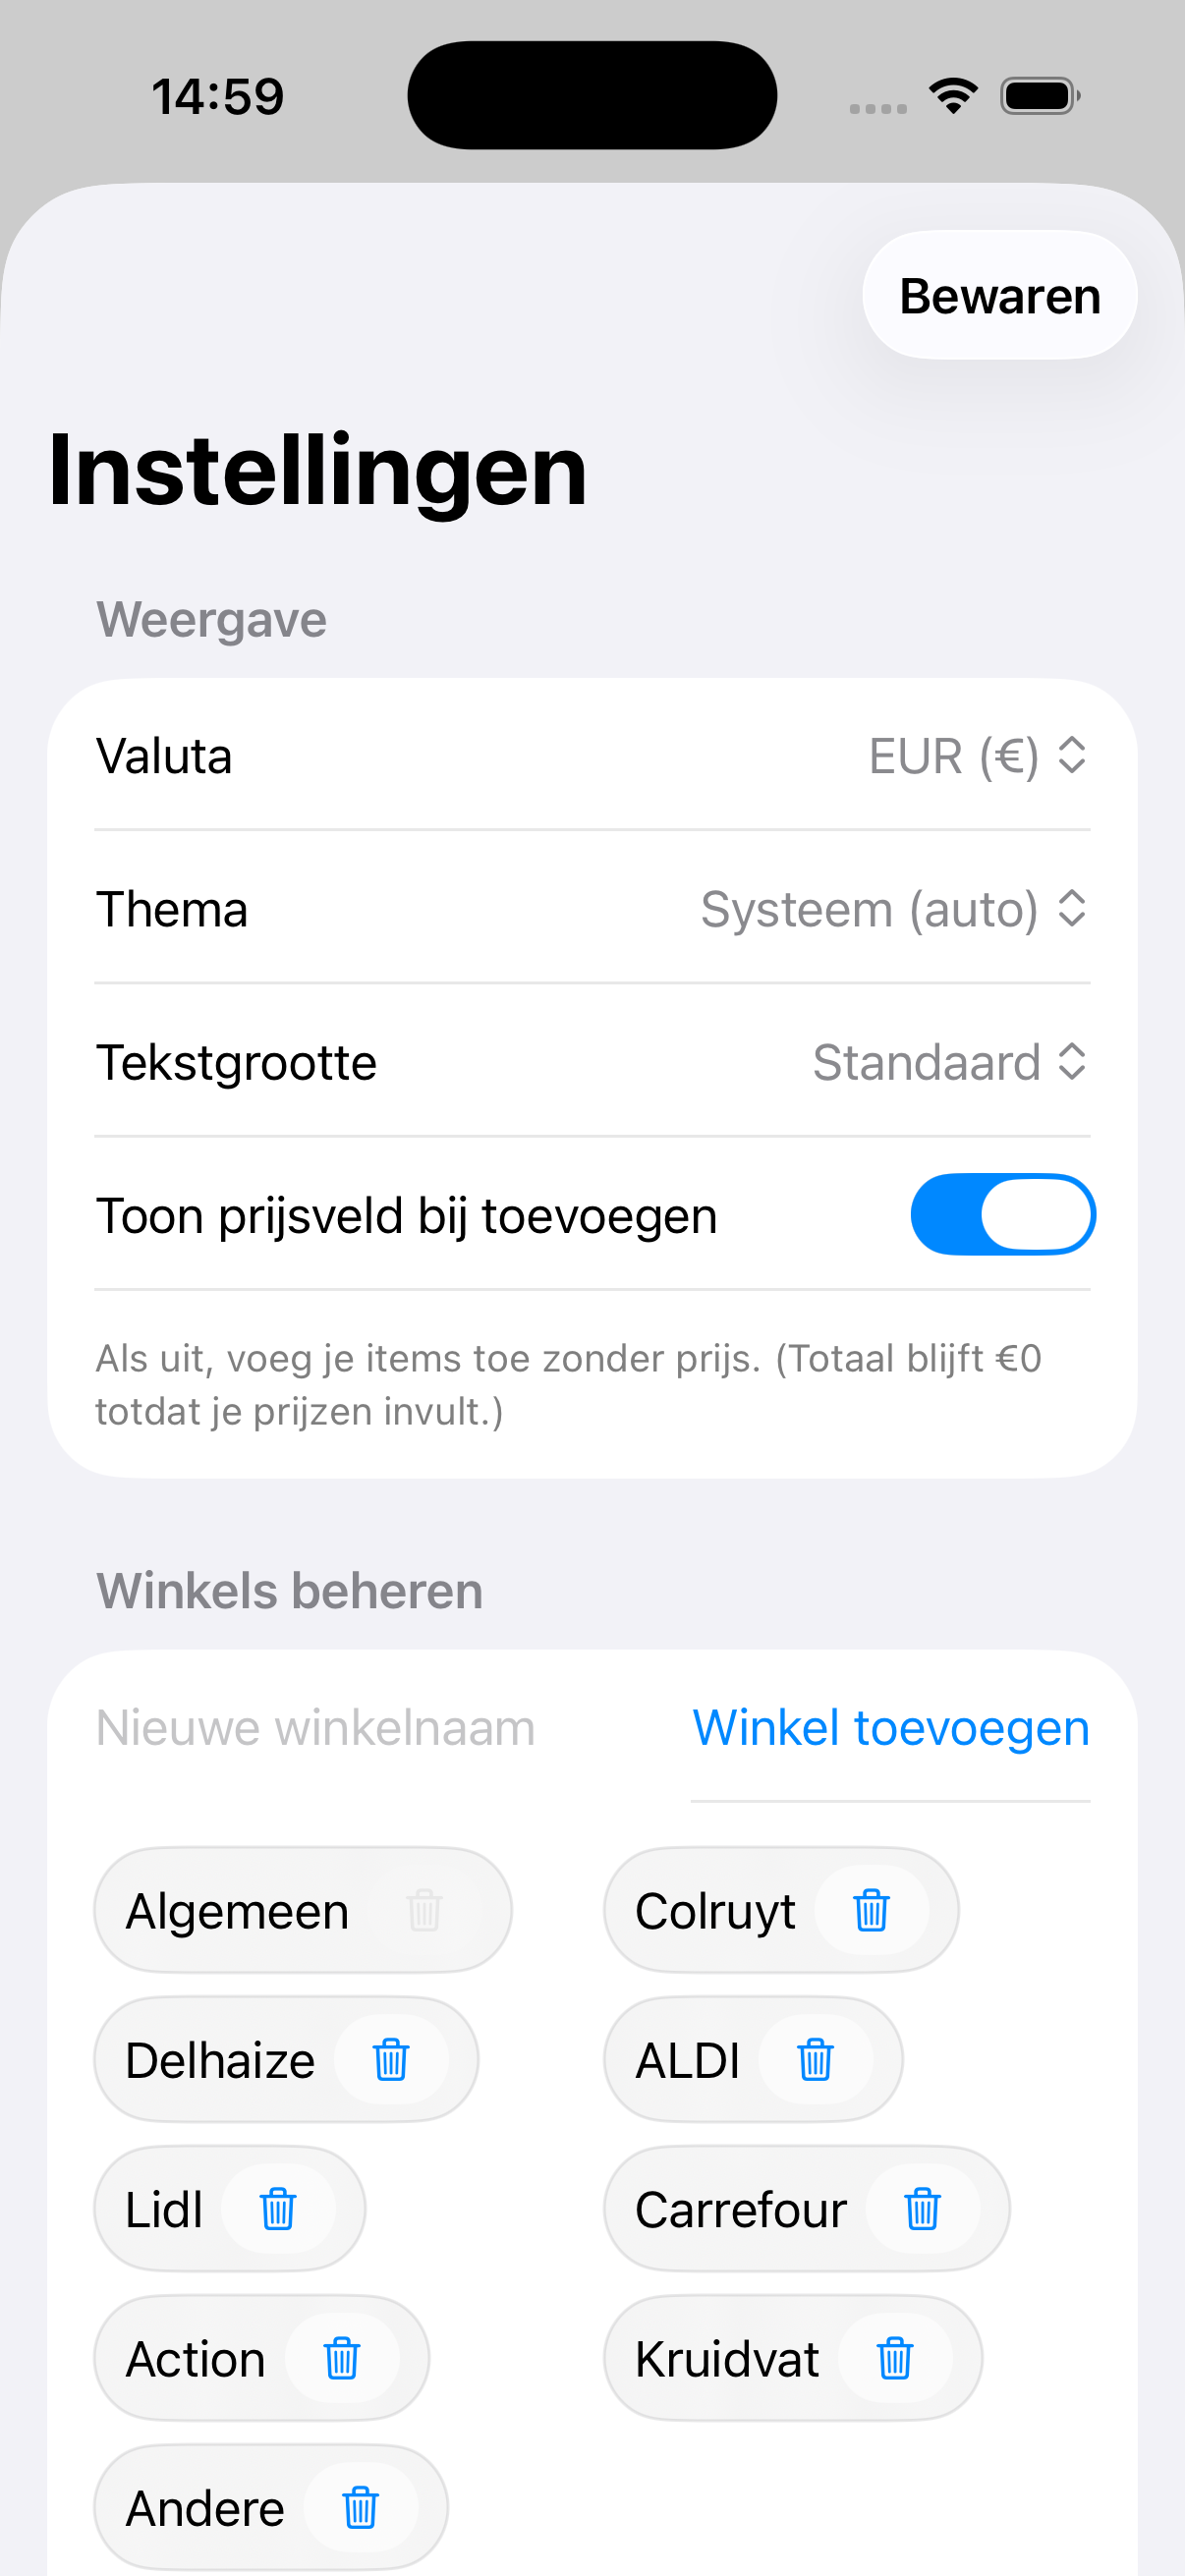 14:59
Bewaren
Instellingen
Weergave
Valuta EUR (€)
Thema Systeem (auto)
Tekstgrootte Standaard
Toon prijsveld bij toevoegen
Als uit, voeg je items toe zonder prijs. (Totaal blijft €0
totdat je prijzen invult.)
Winkels beheren
Nieuwe winkelnaam Winkel toevoegen
Algemeen Colruyt
Delhaize ALDI
Lidl Carrefour
Action Kruidvat
Andere